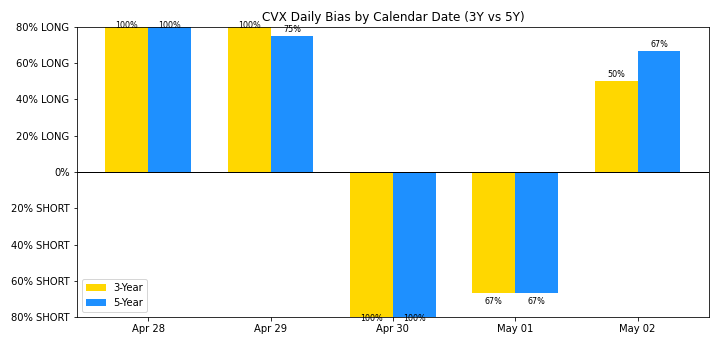 CVX Daily Bias by Calendar Date (3Y vs 5Y)
80% LONG
60% LONG
40% LONG
20% LONG
0%
20% SHORT
40% SHORT
60% SHORT
80% SHORT
100%
100%
100%
75%
100%
100%
67%
67%
50%
67%
3-Year
5-Year
Apr 28
Apr 29
Apr 30
May 01
May 02